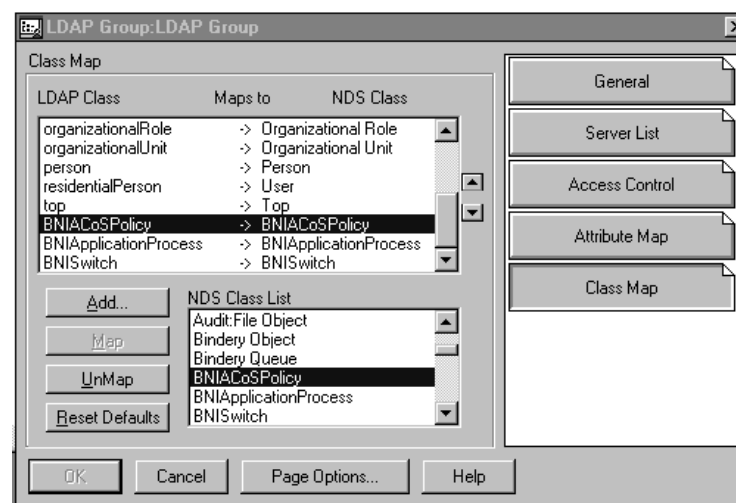 LDAP Group:LDAP Group
Class Map
LDAP Class Maps to NDS Class
organizationalRole -> Organizational Role
organizationalUnit -> Organizational Unit
person -> Person
residentialPerson -> User
top -> Top
BNIACoSPolicy -> BNIACoSPolicy
BNIApplicationProcess -> BNIApplicationProcess
BNISwitch -> BNISwitch
Add...
Map
UnMap
Reset Defaults
NDS Class List
Audit:File Object
Bindery Object
Bindery Queue
BNIACoSPolicy
BNIApplicationProcess
BNISwitch
General
Server List
Access Control
Attribute Map
Class Map
OK
Cancel
Page Options...
Help